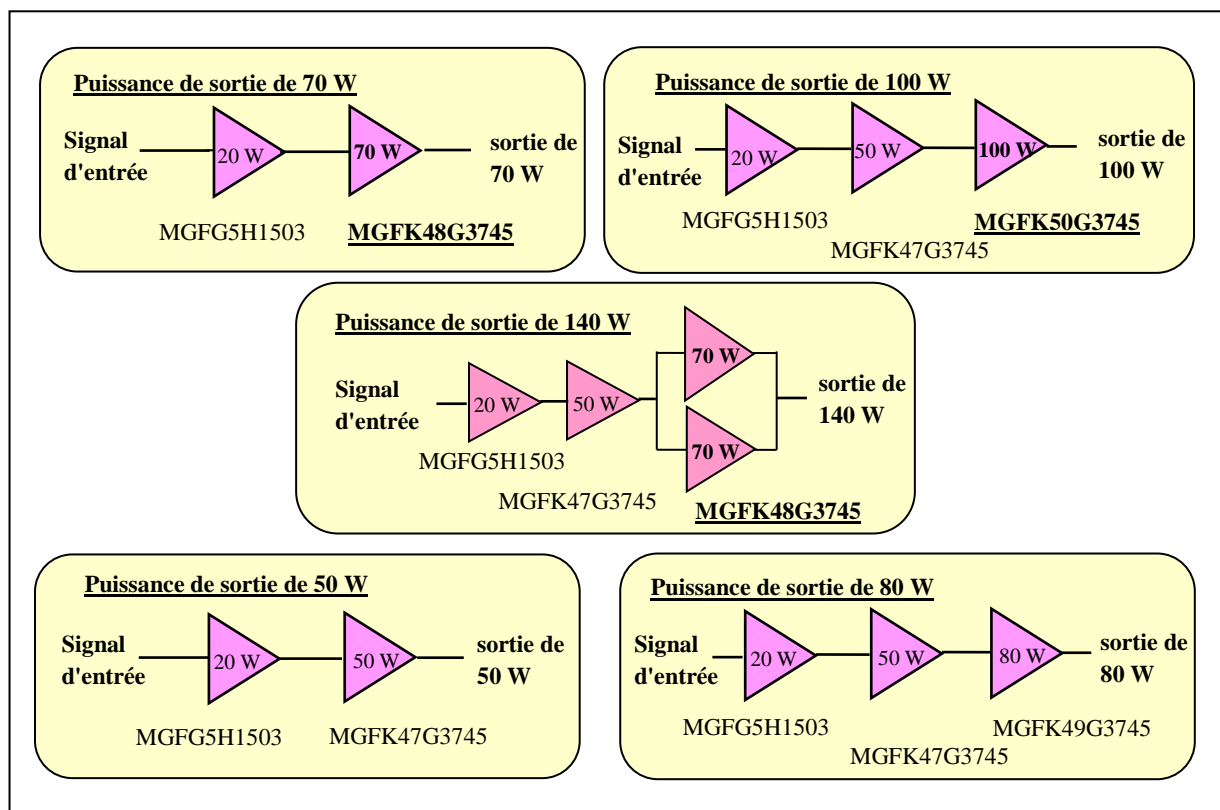 Puissance de sortie de 70 W
Signal
d'entrée
20 W
70 W
sortie de
70 W
MGFG5H1503
MGFK48G3745
Puissance de sortie de 100 W
Signal
d'entrée
20 W
50 W
100 W
sortie de
100 W
MGFG5H1503
MGFK50G3745
MGFK47G3745
Puissance de sortie de 140 W
70 W
Signal
d'entrée
20 W
50 W
sortie de
140 W
70 W
MGFG5H1503
MGFK47G3745
MGFK48G3745
Puissance de sortie de 50 W
Signal
d'entrée
20 W
50 W
sortie de
50 W
MGFG5H1503
MGFK47G3745
Puissance de sortie de 80 W
Signal
d'entrée
20 W
50 W
80 W
sortie de
80 W
MGFG5H1503
MGFK49G3745
MGFK47G3745